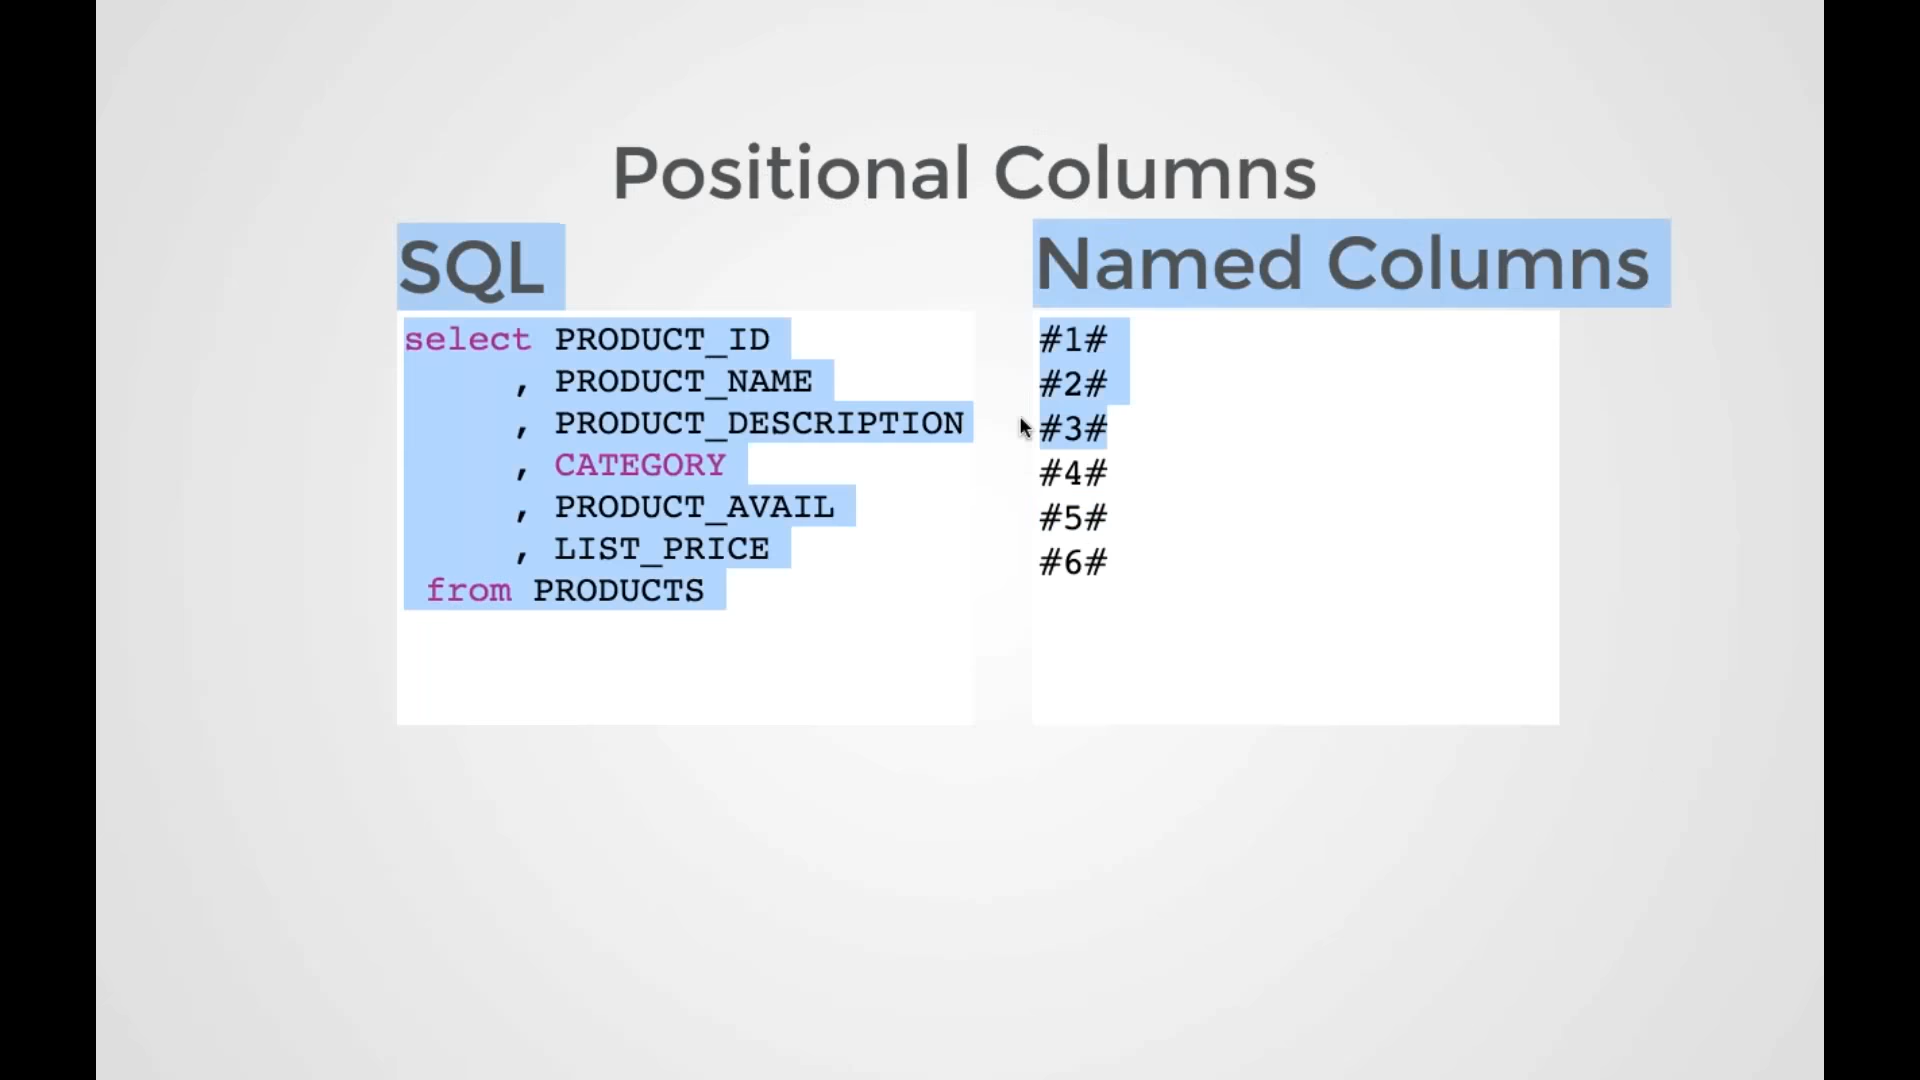 Positional Columns
SQL
select PRODUCT_ID
, PRODUCT_NAME
, PRODUCT_DESCRIPTION
, CATEGORY
, PRODUCT_AVAIL
, LIST_PRICE
from PRODUCTS
Named Columns
#1#
#2#
#3#
#4#
#5#
#6#